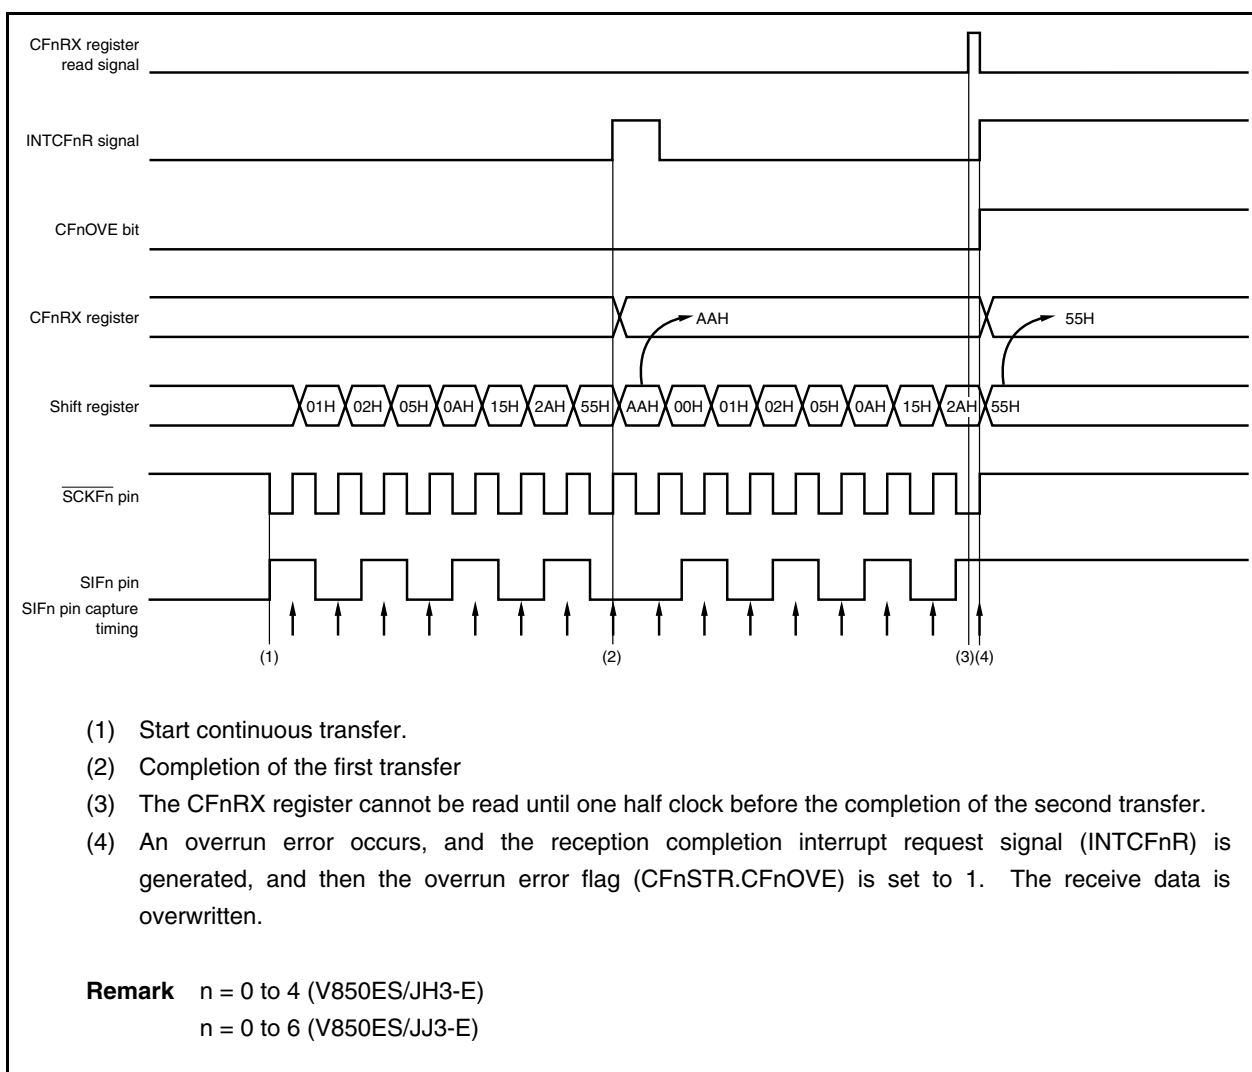 CFnRX register
read signal
INTCFnR signal
CFnOVE bit
CFnRX register
AAH
55H
Shift register
01H 02H 05H 0AH 15H 2AH 55H AAH 00H 01H 02H 05H 0AH 15H 2AH 55H
SCKFn pin
SIFn pin
SIFn pin capture
timing
(1) (2) (3)(4)
(1) Start continuous transfer.
(2) Completion of the first transfer
(3) The CFnRX register cannot be read until one half clock before the completion of the second transfer.
(4) An overrun error occurs, and the reception completion interrupt request signal (INTCFnR) is
generated, and then the overrun error flag (CFnSTR.CFnOVE) is set to 1. The receive data is
overwritten.
Remark n = 0 to 4 (V850ES/JH3-E)
n = 0 to 6 (V850ES/JJ3-E)